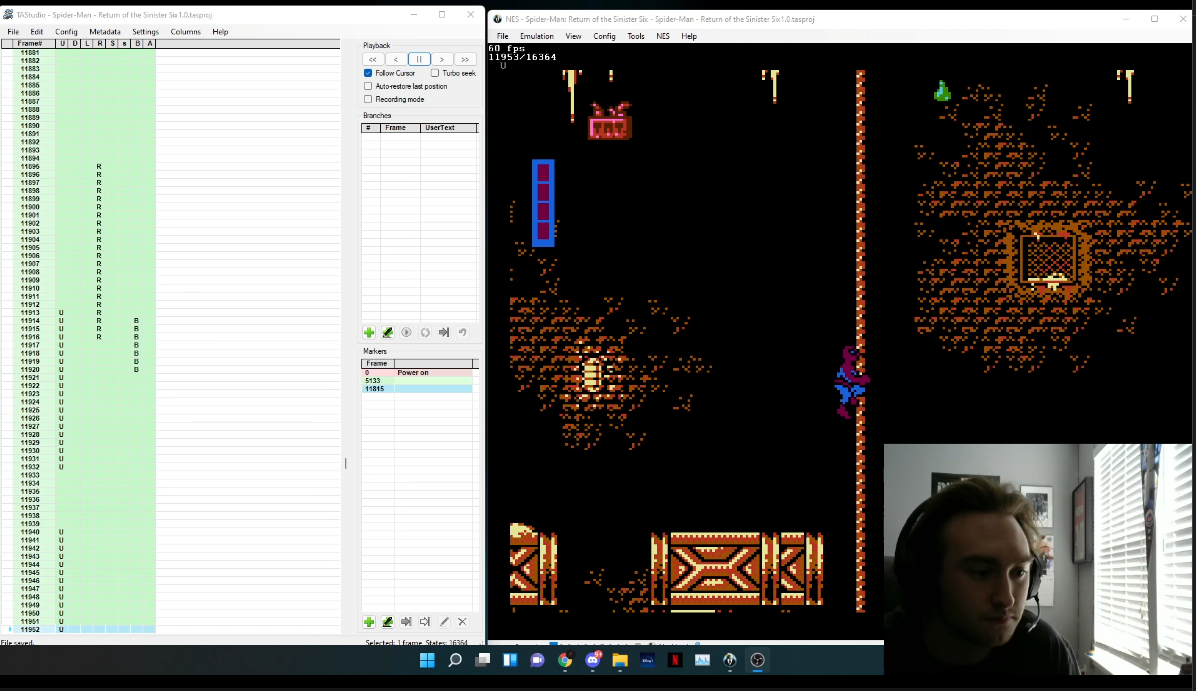 TAStudio - Spider-Man - Return of the Sinister Six1.0.tasproj
File Edit Config Metadata Settings Columns Help
Frame# U D L R S s B A
11881
11882
11883
11884
11885
11886
11887
11888
11889
11890
11891
11892
11893
11894
11895 R
11896 R
11897 R
11898 R
11899 R
11900 R
11901 R
11902 R
11903 R
11904 R
11905 R
11906 R
11907 R
11908 R
11909 R
11910 R
11911 R
11912 R
11913 U R
11914 U R B
11915 U R B
11916 U R B
11917 U B
11918 U B
11919 U B
11920 U B
11921 U
11922 U
11923 U
11924 U
11925 U
11926 U
11927 U
11928 U
11929 U
11930 U
11931 U
11932 U
11933
11934
11935
11936
11937
11938
11939
11940 U
11941 U
11942 U
11943 U
11944 U
11945 U
11946 U
11947 U
11948 U
11949 U
11950 U
11951 U
11952 U
File saved.
Playback
<< < || > >>
Follow Cursor Turbo seek
Auto-restore last position
Recording mode
Branches
# Frame UserText
Markers
Frame
0 Power on
5133
11815
Selected: 1 frame, States: 16364
NES - Spider-Man: Return of the Sinister Six - Spider-Man - Return of the Sinister Six1.0.tasproj
File Emulation View Config Tools NES Help
60 fps
11953/16364
U
TNT